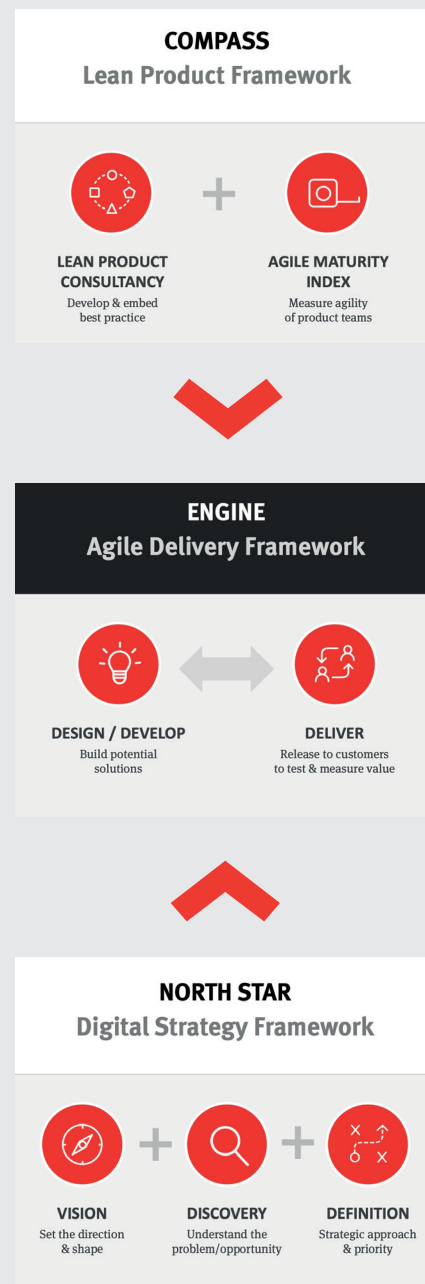 COMPASS
Lean Product Framework
LEAN PRODUCT
CONSULTANCY
Develop & embed
best practice
AGILE MATURITY
INDEX
Measure agility
of product teams
ENGINE
Agile Delivery Framework
DESIGN / DEVELOP
Build potential
solutions
DELIVER
Release to customers
to test & measure value
NORTH STAR
Digital Strategy Framework
VISION
Set the direction
& shape
DISCOVERY
Understand the
problem/opportunity
DEFINITION
Strategic approach
& priority